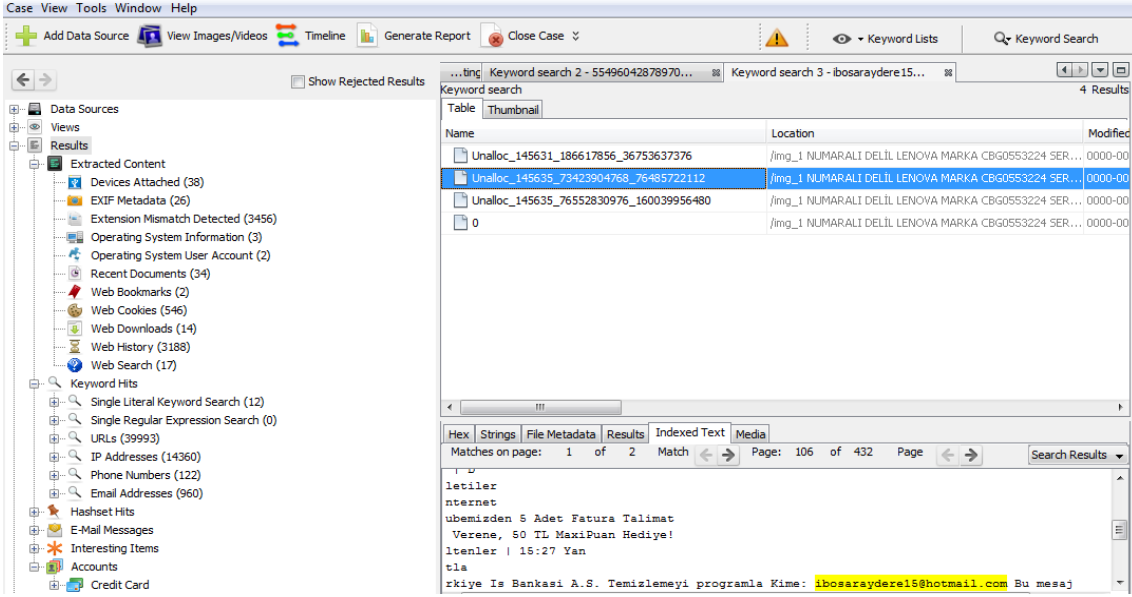 Case View Tools Window Help
Add Data Source View Images/Videos Timeline Generate Report Close Case Keyword Lists Keyword Search
Show Rejected Results
Data Sources
Views
Results
Extracted Content
Devices Attached (38)
EXIF Metadata (26)
Extension Mismatch Detected (3456)
Operating System Information (3)
Operating System User Account (2)
Recent Documents (34)
Web Bookmarks (2)
Web Cookies (546)
Web Downloads (14)
Web History (3188)
Web Search (17)
Keyword Hits
Single Literal Keyword Search (12)
Single Regular Expression Search (0)
URLs (39993)
IP Addresses (14360)
Phone Numbers (122)
Email Addresses (960)
Hashset Hits
E-Mail Messages
Interesting Items
Accounts
Credit Card
...ting Keyword search 2 - 55496042878970... Keyword search 3 - ibosaraydere15...
Keyword search 4 Results
Table Thumbnail
Name Location Modified
Unalloc_145631_186617856_36753637376 /img_1 NUMARALI DELİL LENOVA MARKA CBG0553224 SER... 0000-00
Unalloc_145635_73423904768_76485722112 /img_1 NUMARALI DELİL LENOVA MARKA CBG0553224 SER... 0000-00
Unalloc_145635_76552830976_160039956480 /img_1 NUMARALI DELİL LENOVA MARKA CBG0553224 SER... 0000-00
0 /img_1 NUMARALI DELİL LENOVA MARKA CBG0553224 SER... 0000-00
Hex Strings File Metadata Results Indexed Text Media
Matches on page: 1 of 2 Match Page: 106 of 432 Page Search Results
letiler
nternet
ubemizden 5 Adet Fatura Talimat
Verene, 50 TL MaxiPuan Hediye!
ltenler | 15:27 Yan
tla
rkiye Is Bankasi A.S. Temizlemeyi programla Kime: ibosaraydere15@hotmail.com Bu mesaj